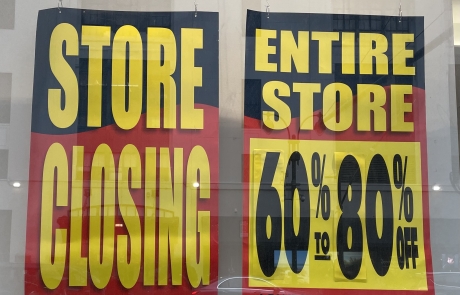 STORE
CLOSING
ENTIRE
STORE
60% TO 80% OFF